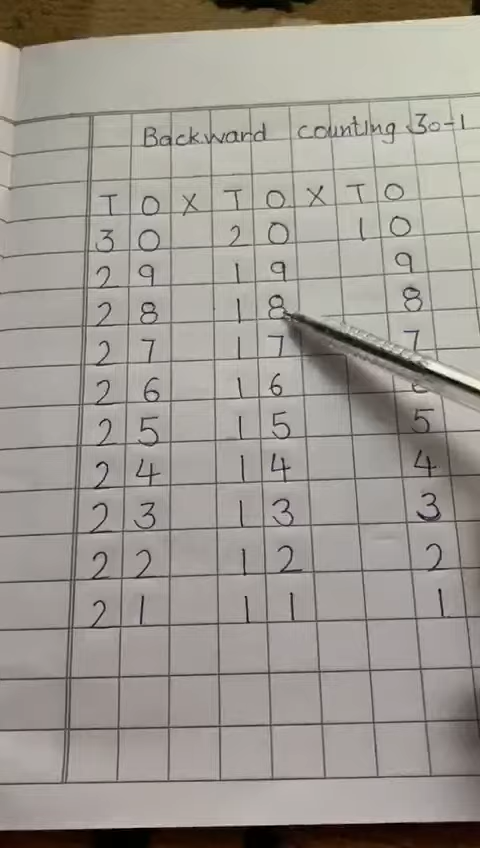 Backward counting 30-1
T O X T O X T O
3 0 2 0 1 0
2 9 1 9 9
2 8 1 8 8
2 7 1 7 7
2 6 1 6
2 5 1 5 5
2 4 1 4 4
2 3 1 3 3
2 2 1 2 2
2 1 1 1 1